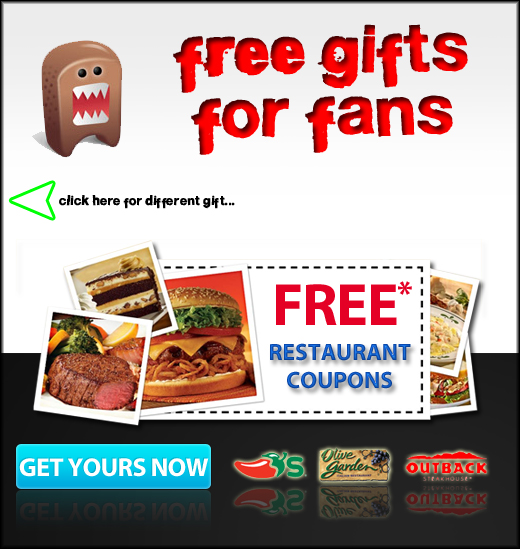 free gifts
for fans
click here for different gift...
FREE*
RESTAURANT
COUPONS
GET YOURS NOW
'S
Olive
Garden
OUTBACK
STEAKHOUSE